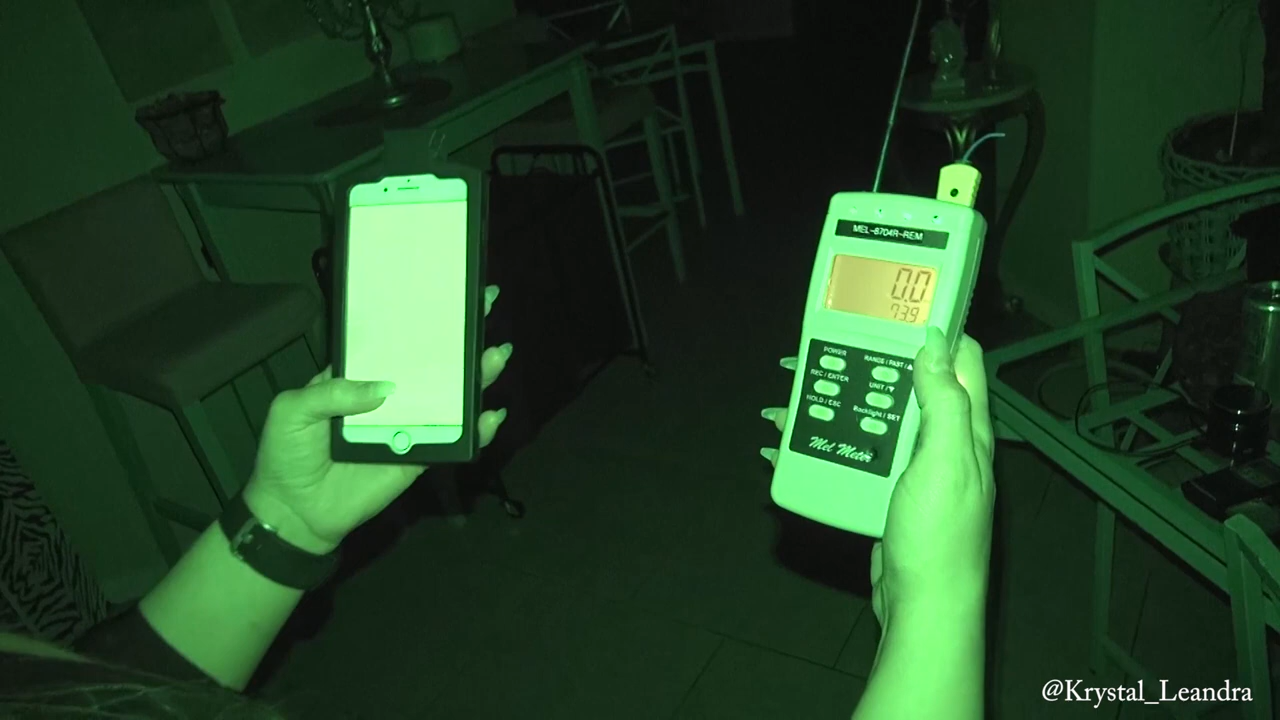 MEL-8704R-REM
0.0
73.9
POWER
RANGE / FAST / ▲
REC / ENTER
UNIT / ▼
HOLD / ESC
Backlight / SET
Mel Meter
@Krystal_Leandra